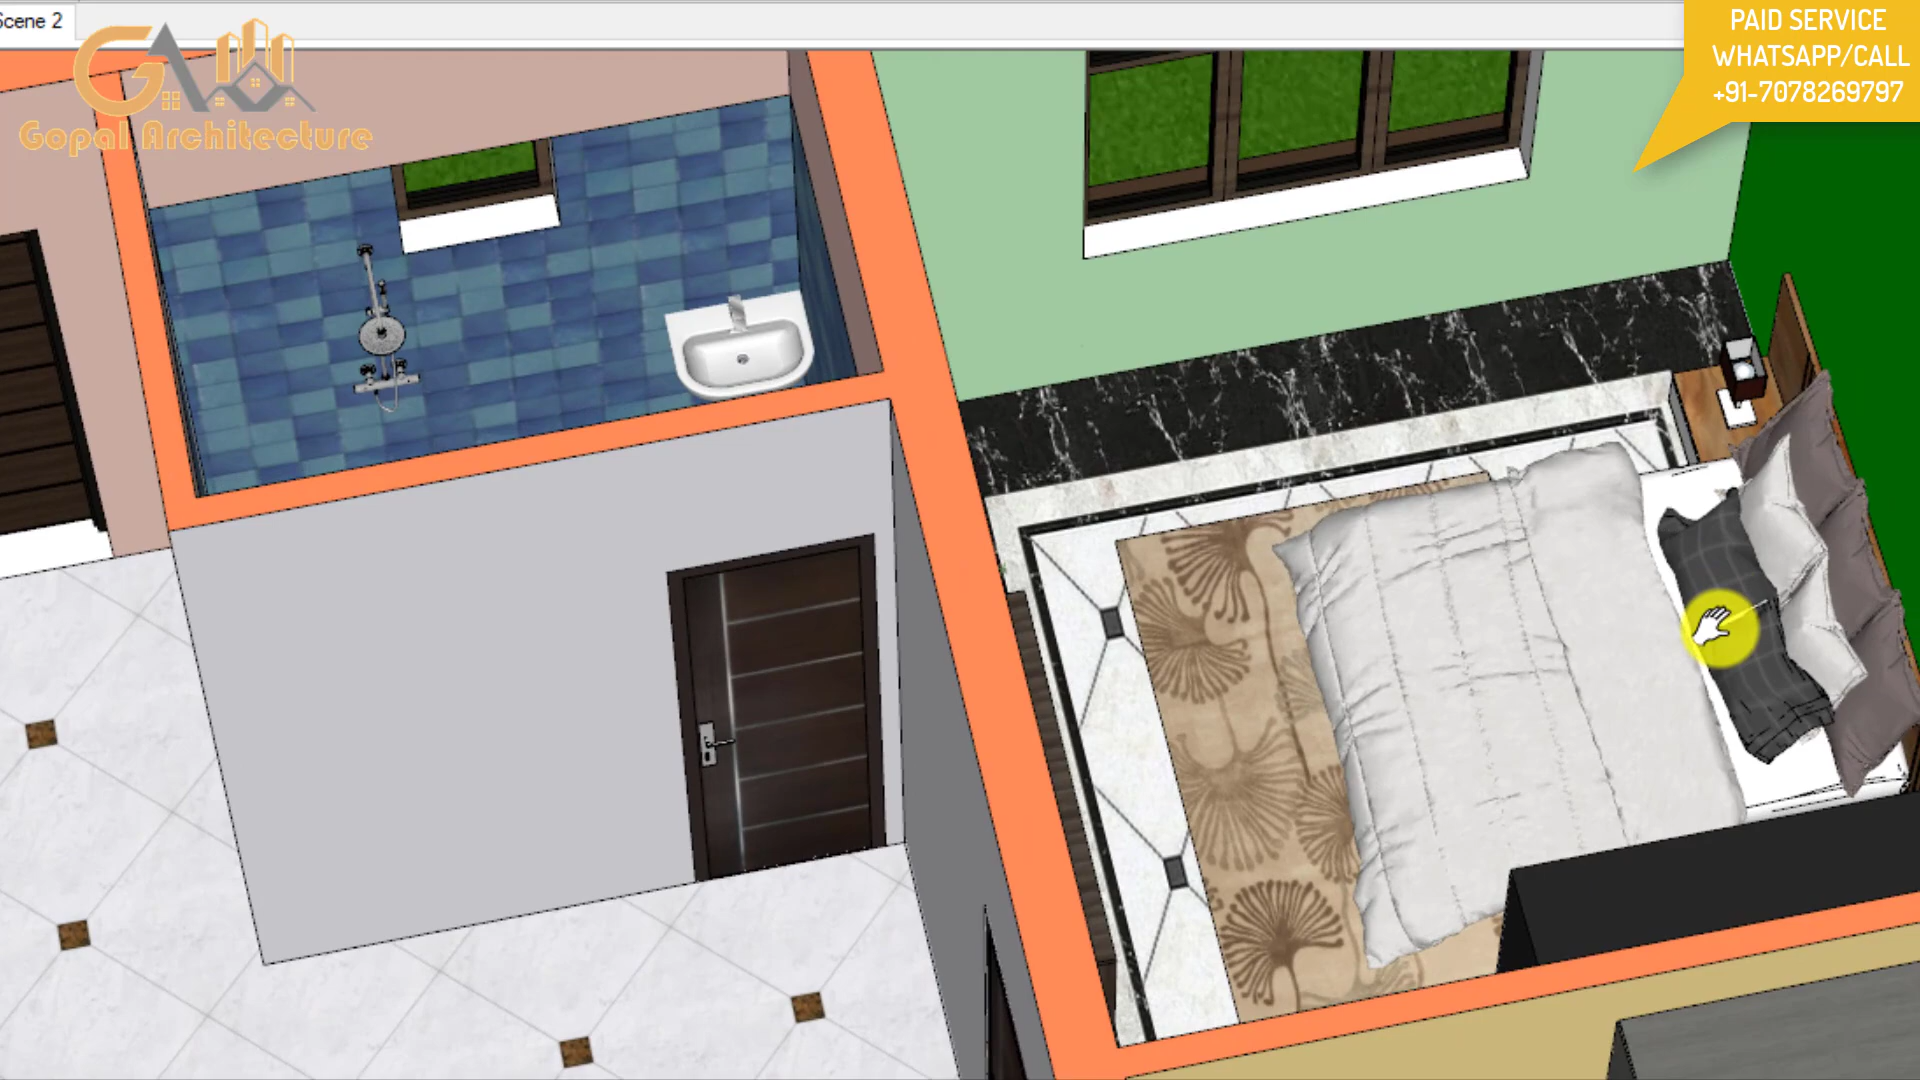 Scene 2
Gopal Architecture
PAID SERVICE
WHATSAPP/CALL
+91-7078269797